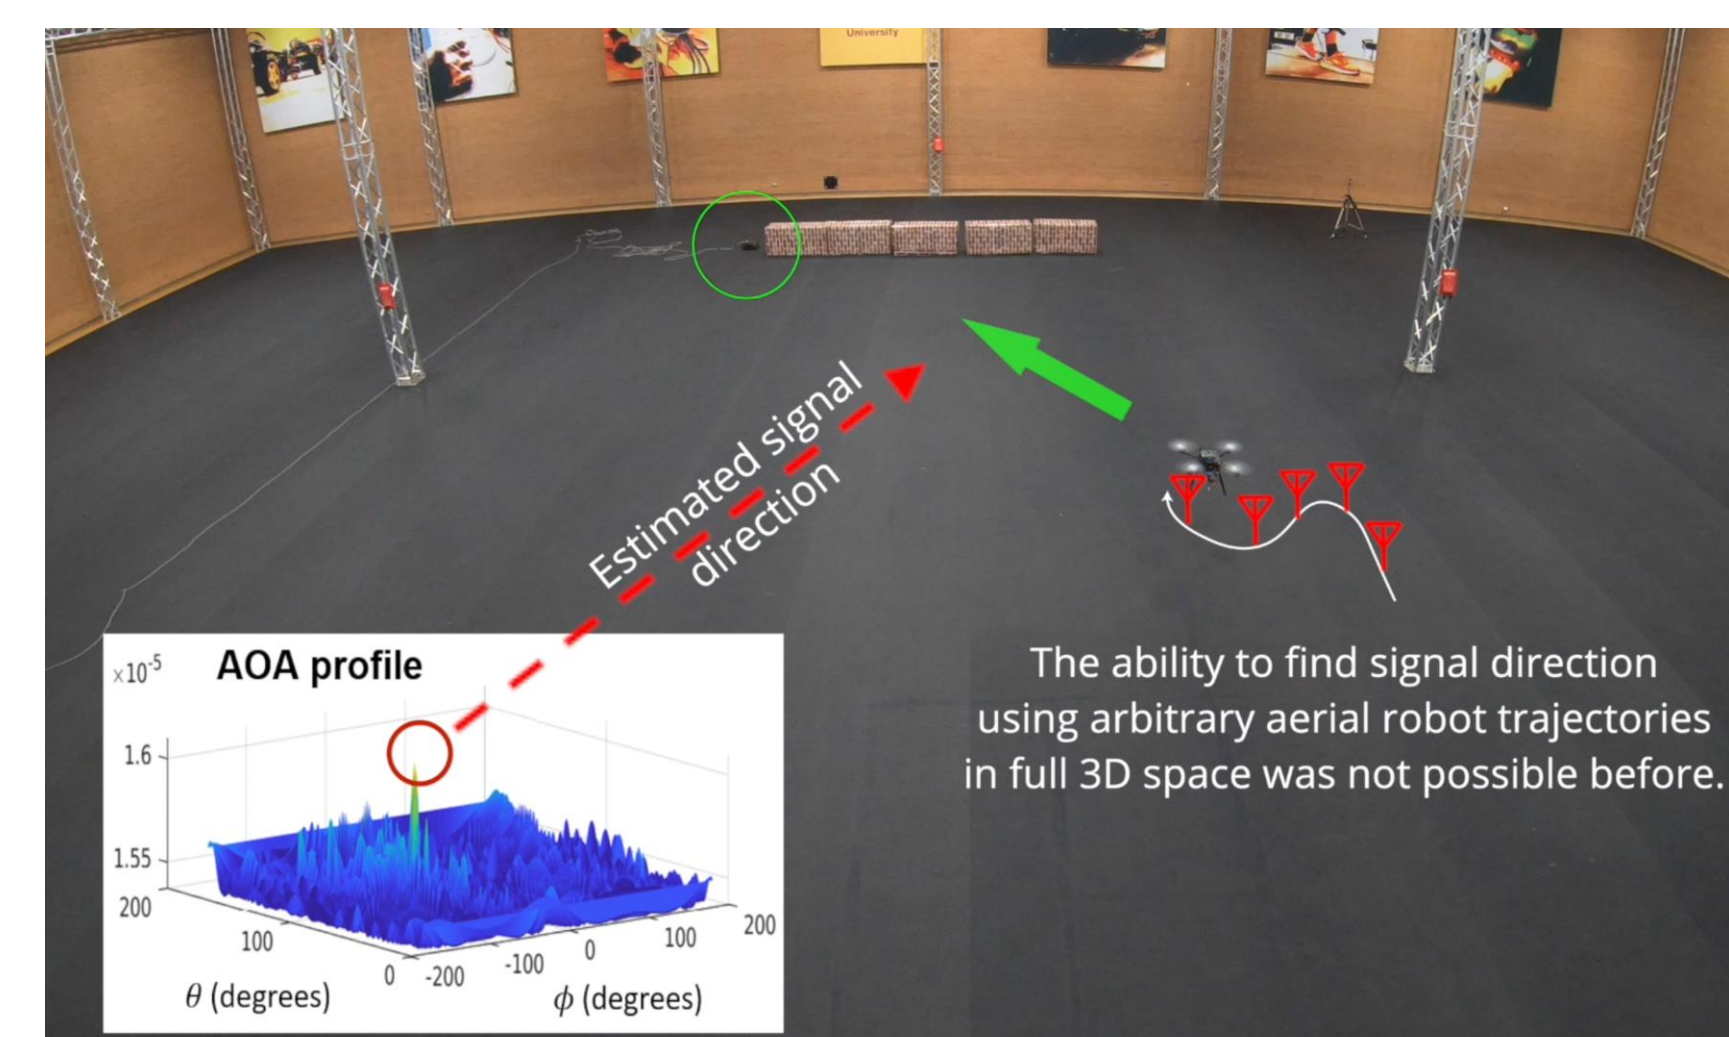 University
Estimated signal
direction
AOA profile
×10⁻⁵
1.6
1.55
200
100
0
-200
-100
0
100
200
θ (degrees)
ϕ (degrees)
The ability to find signal direction
using arbitrary aerial robot trajectories
in full 3D space was not possible before.